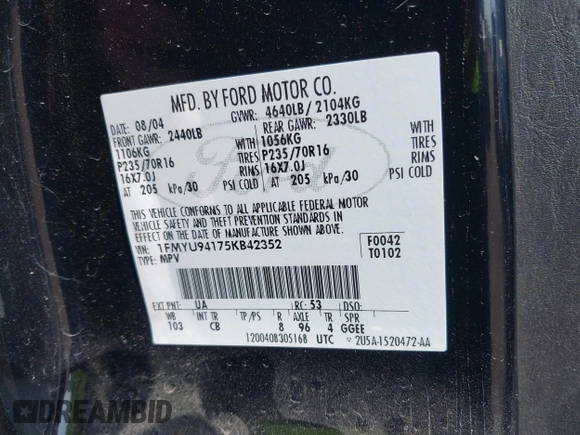 MFD. BY FORD MOTOR CO.
DATE: 08/04 GVWR: 4640LB/ 2104KG
FRONT GAWR: 2440LB REAR GAWR: 2330LB
1106KG WITH 1056KG WITH
P235/70R16 TIRES P235/70R16 TIRES
16X7.0J RIMS 16X7.0J RIMS
AT 205 kPa/30 PSI COLD AT 205 kPa/30 PSI COLD
Ford
THIS VEHICLE CONFORMS TO ALL APPLICABLE FEDERAL MOTOR
VEHICLE SAFETY AND THEFT PREVENTION STANDARDS IN
EFFECT ON THE DATE OF MANUFACTURE SHOWN ABOVE.
VIN: 1FMYU94175KB42352 F0042
TYPE: MPV T0102
EXT PNT: UA RC: 53 DSO:
WB INT TR TP/PS R AXLE TR SPR
103 CB 8 96 4 GGEE
1200408305168 UTC 2U5A-1520472-AA
DREAMBID